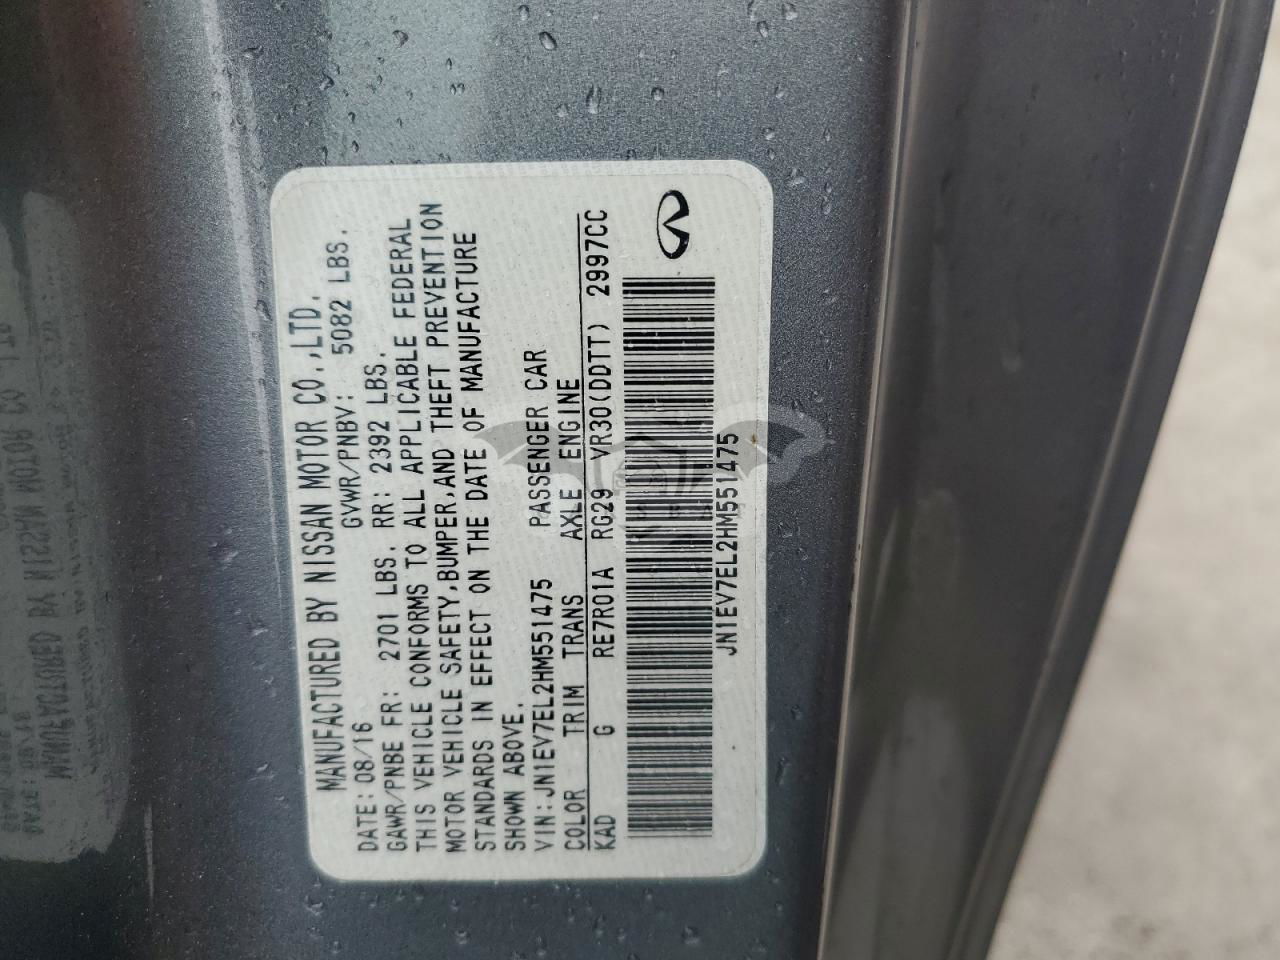 MANUFACTURED BY NISSAN MOTOR CO.,LTD.
DATE:08/16 GVWR/PNBV: 5082 LBS.
GAWR/PNBE FR: 2701 LBS. RR: 2392 LBS.
THIS VEHICLE CONFORMS TO ALL APPLICABLE FEDERAL
MOTOR VEHICLE SAFETY,BUMPER,AND THEFT PREVENTION
STANDARDS IN EFFECT ON THE DATE OF MANUFACTURE
SHOWN ABOVE.
VIN:JN1EV7EL2HM551475 PASSENGER CAR
COLOR TRIM TRANS AXLE ENGINE
KAD G RE7R01A RG29 VR30(DDTT) 2997CC
JN1EV7EL2HM551475